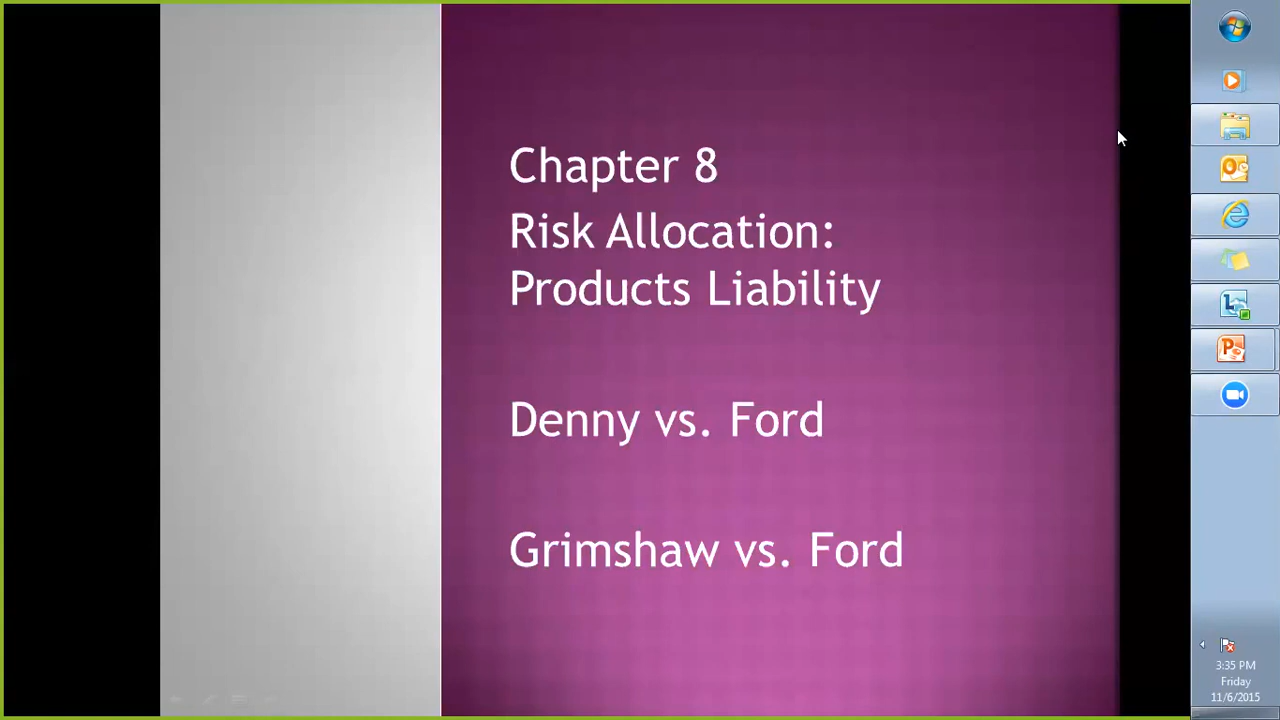 Chapter 8
Risk Allocation:
Products Liability
Denny vs. Ford
Grimshaw vs. Ford
3:35 PM
Friday
11/6/2015